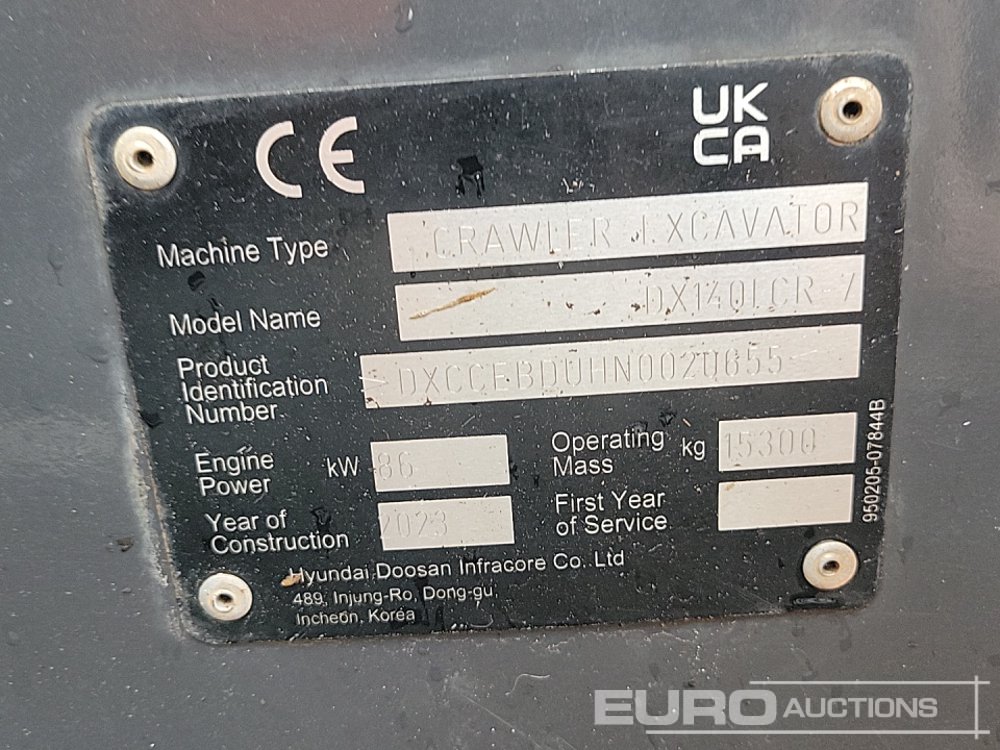 CE
UK
CA
Machine Type CRAWLER EXCAVATOR
Model Name DX140LCR-7
Product
Identification
Number
Engine
Power kW 86
Operating
Mass kg 15300
Year of
Construction 2023
First Year
of Service
Hyundai Doosan Infracore Co. Ltd
489, Injung-Ro, Dong-gu
Incheon, Korea
950205-07844B
EURO AUCTIONS